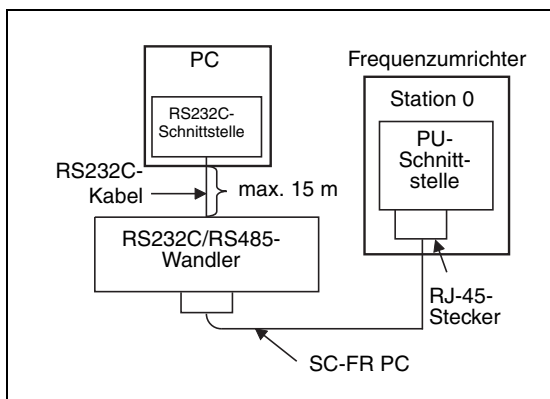 PC
RS232C-
Schnittstelle
RS232C-
Kabel
max. 15 m
RS232C/RS485-
Wandler
Frequenzumrichter
Station 0
PU-
Schnitt-
stelle
RJ-45-
Stecker
SC-FR PC